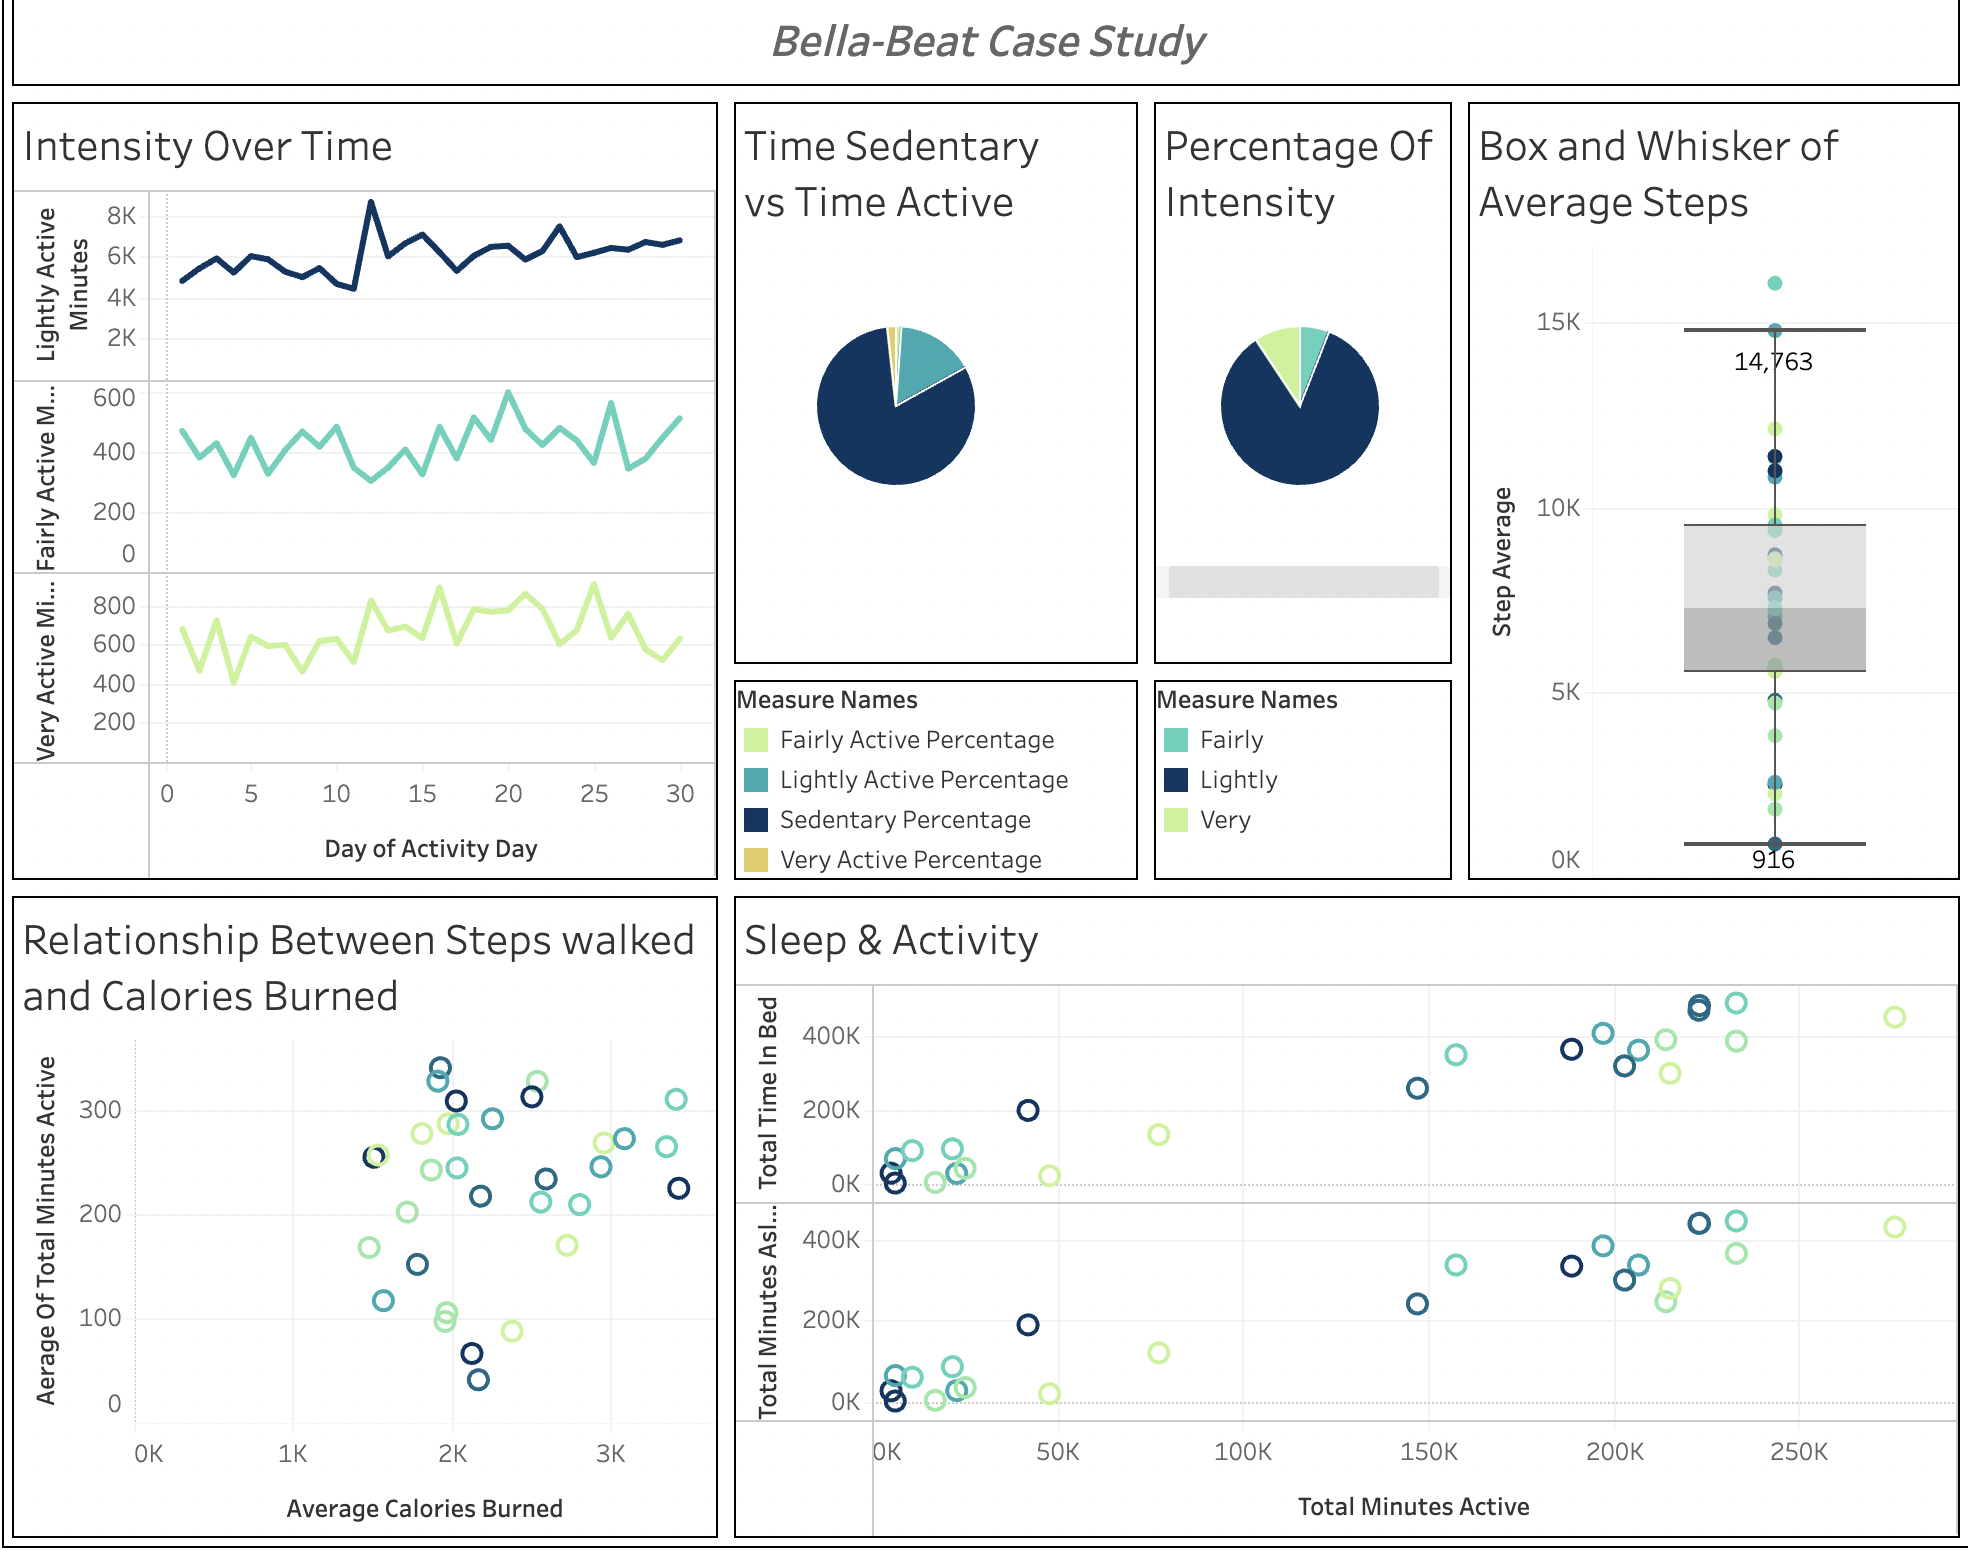 Bella-Beat Case Study
Intensity Over Time
Lightly Active
Minutes
8K
6K
4K
2K
Fairly Active M...
600
400
200
0
Very Active Mi...
800
600
400
200
0
5
10
15
20
25
30
Day of Activity Day
Time Sedentary
vs Time Active
Measure Names
Fairly Active Percentage
Lightly Active Percentage
Sedentary Percentage
Very Active Percentage
Percentage Of
Intensity
Measure Names
Fairly
Lightly
Very
Box and Whisker of
Average Steps
Step Average
15K
10K
5K
0K
14,763
916
Relationship Between Steps walked
and Calories Burned
Aerage Of Total Minutes Active
300
200
100
0
0K
1K
2K
3K
Average Calories Burned
Sleep & Activity
Total Time In Bed
400K
200K
0K
Total Minutes Asl...
400K
200K
0K
0K
50K
100K
150K
200K
250K
Total Minutes Active